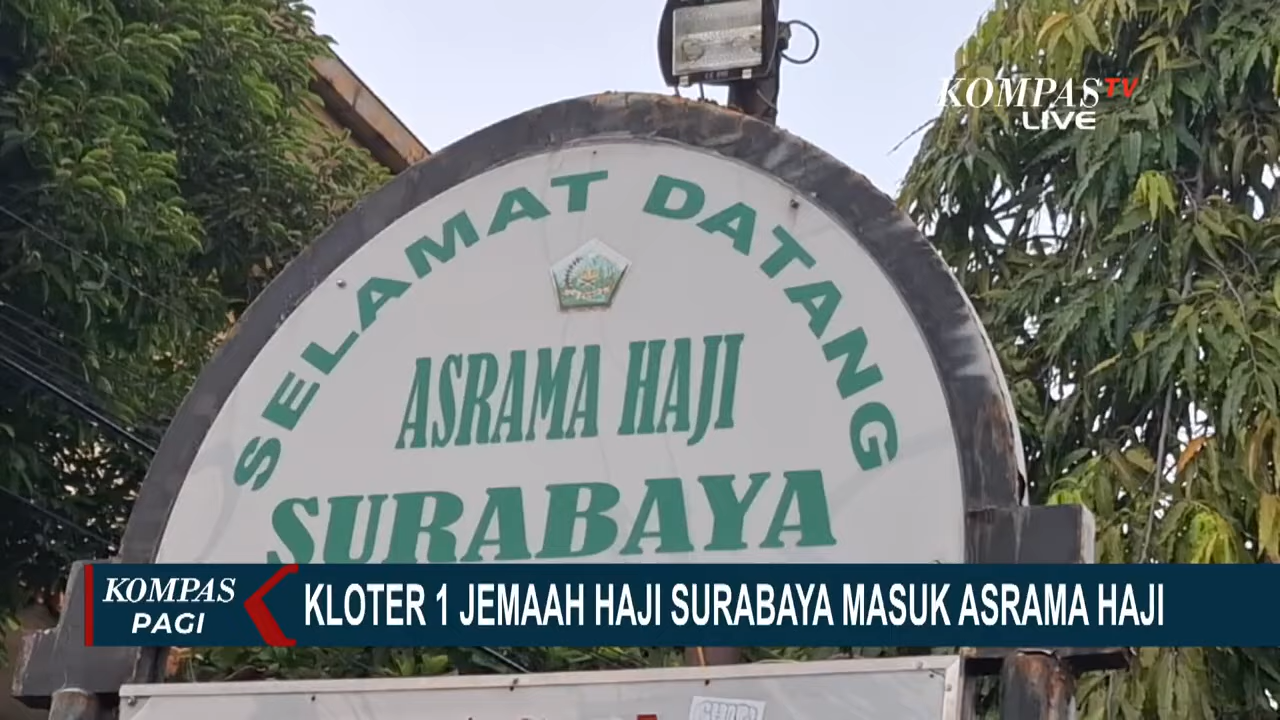 KOMPAS TV
LIVE
SELAMAT DATANG
ASRAMA HAJI
SURABAYA
KOMPAS
PAGI
KLOTER 1 JEMAAH HAJI SURABAYA MASUK ASRAMA HAJI